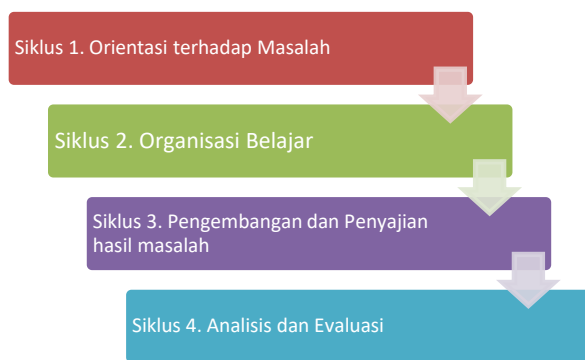 Siklus 1. Orientasi terhadap Masalah
Siklus 2. Organisasi Belajar
Siklus 3. Pengembangan dan Penyajian
hasil masalah
Siklus 4. Analisis dan Evaluasi